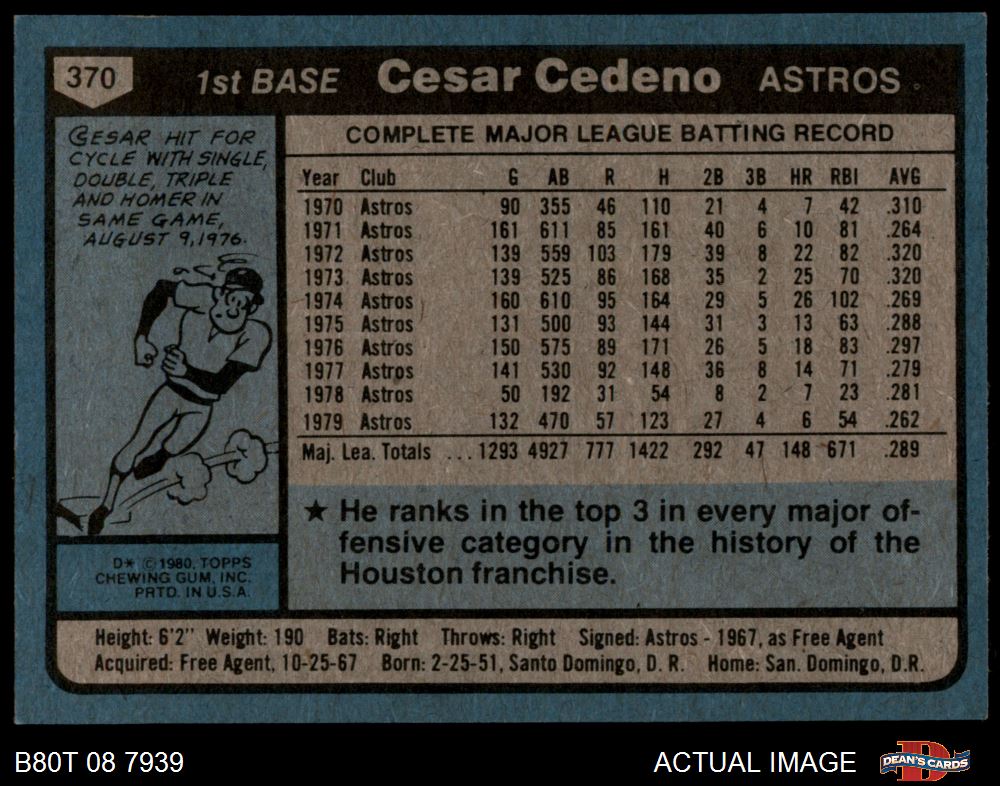 370 1st BASE Cesar Cedeno ASTROS
CESAR HIT FOR
CYCLE WITH SINGLE,
DOUBLE, TRIPLE
AND HOMER IN
SAME GAME,
AUGUST 9, 1976.
COMPLETE MAJOR LEAGUE BATTING RECORD
Year Club G AB R H 2B 3B HR RBI AVG
1970 Astros 90 355 46 110 21 4 7 42 .310
1971 Astros 161 611 85 161 40 6 10 81 .264
1972 Astros 139 559 103 179 39 8 22 82 .320
1973 Astros 139 525 86 168 35 2 25 70 .320
1974 Astros 160 610 95 164 29 5 26 102 .269
1975 Astros 131 500 93 144 31 3 13 63 .288
1976 Astros 150 575 89 171 26 5 18 83 .297
1977 Astros 141 530 92 148 36 8 14 71 .279
1978 Astros 50 192 31 54 8 2 7 23 .281
1979 Astros 132 470 57 123 27 4 6 54 .262
Maj. Lea. Totals ...1293 4927 777 1422 292 47 148 671 .289
★ He ranks in the top 3 in every major of-
fensive category in the history of the
Houston franchise.
D* © 1980, TOPPS
CHEWING GUM, INC.
PRTD. IN U.S.A.
Height: 6'2" Weight: 190 Bats: Right Throws: Right Signed: Astros - 1967, as Free Agent
Acquired: Free Agent, 10-25-67 Born: 2-25-51, Santo Domingo, D. R. Home: San. Domingo, D.R.
B80T 08 7939 ACTUAL IMAGE D DEAN'S CARDS